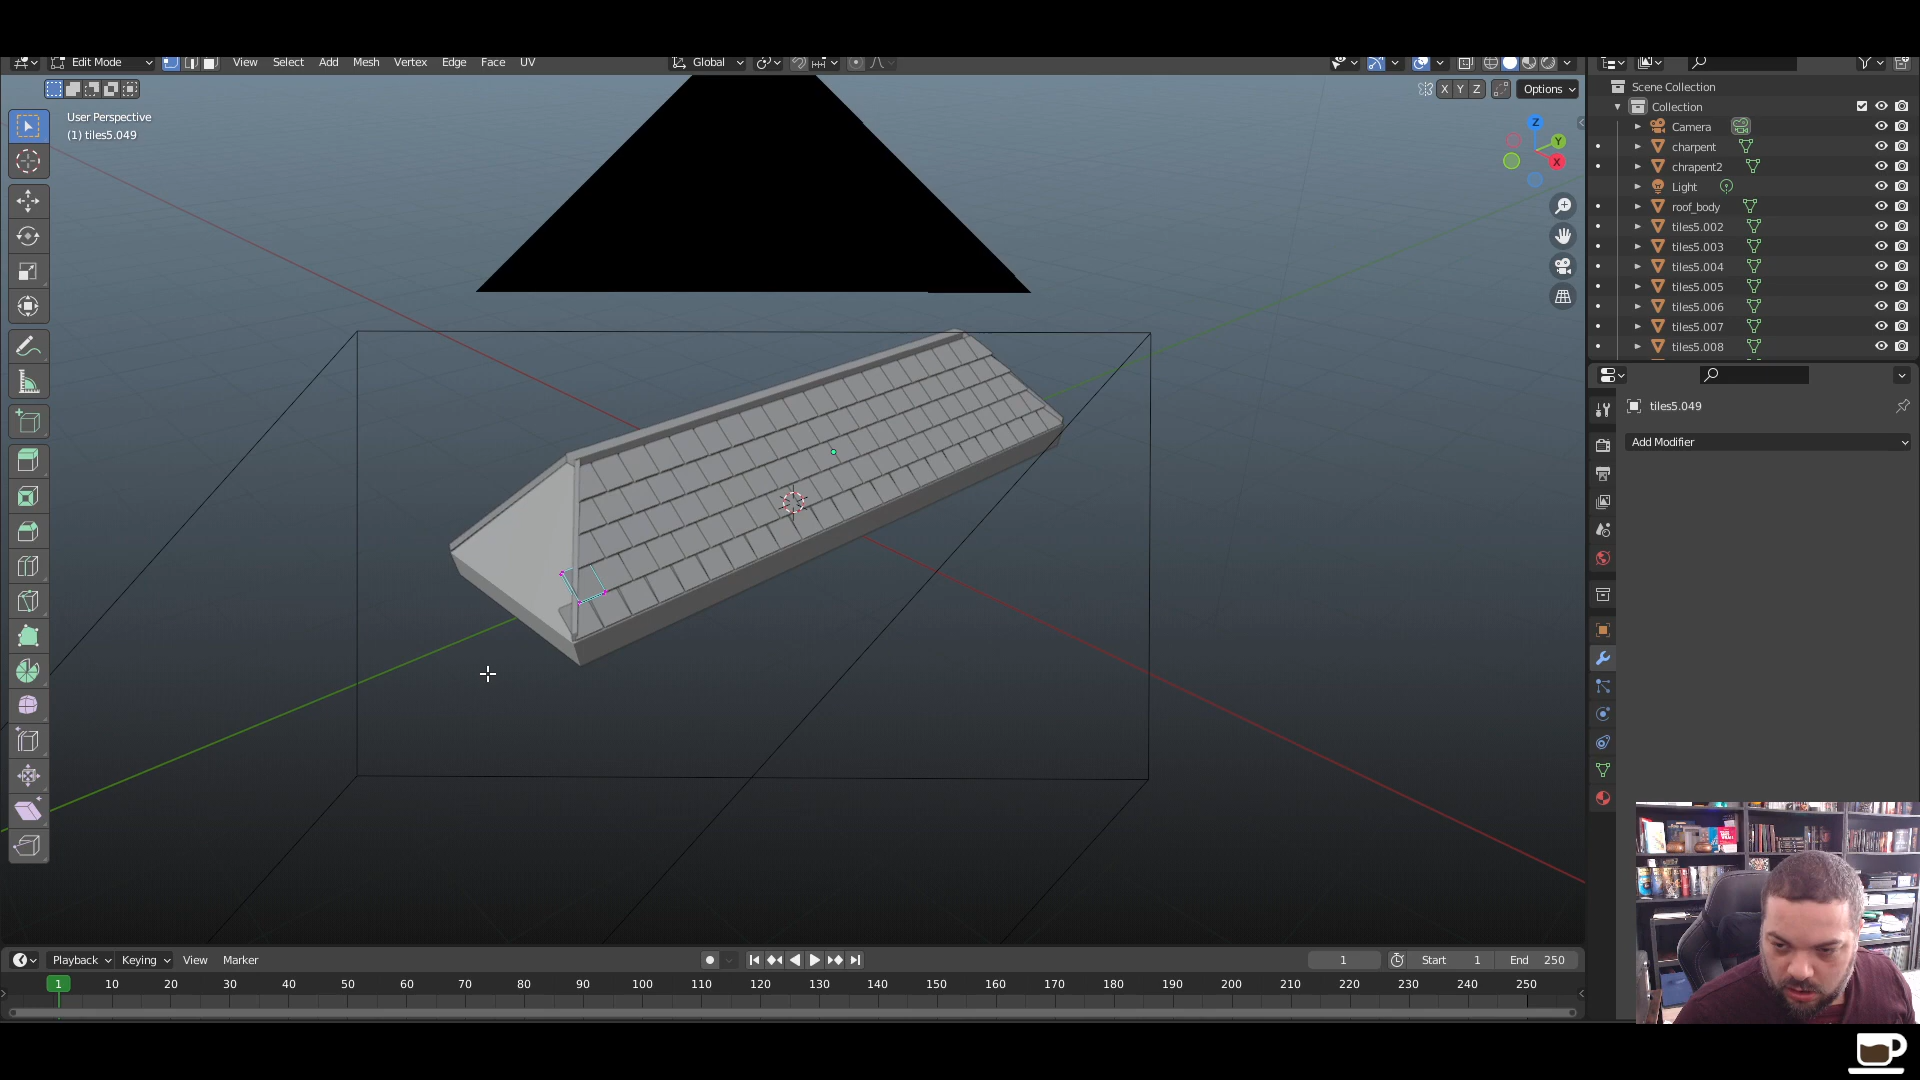 Edit Mode View Select Add Mesh Vertex Edge Face UV Global
X Y Z Options
User Perspective
(1) tiles5.049
Z
Y
X
Scene Collection
Collection
Camera
charpent
chrapent2
Light
roof_body
tiles5.002
tiles5.003
tiles5.004
tiles5.005
tiles5.006
tiles5.007
tiles5.008
tiles5.049
Add Modifier
Playback Keying View Marker 1 Start 1 End 250
1 10 20 30 40 50 60 70 80 90 100 110 120 130 140 150 160 170 180 190 200 210 220 230 240 250